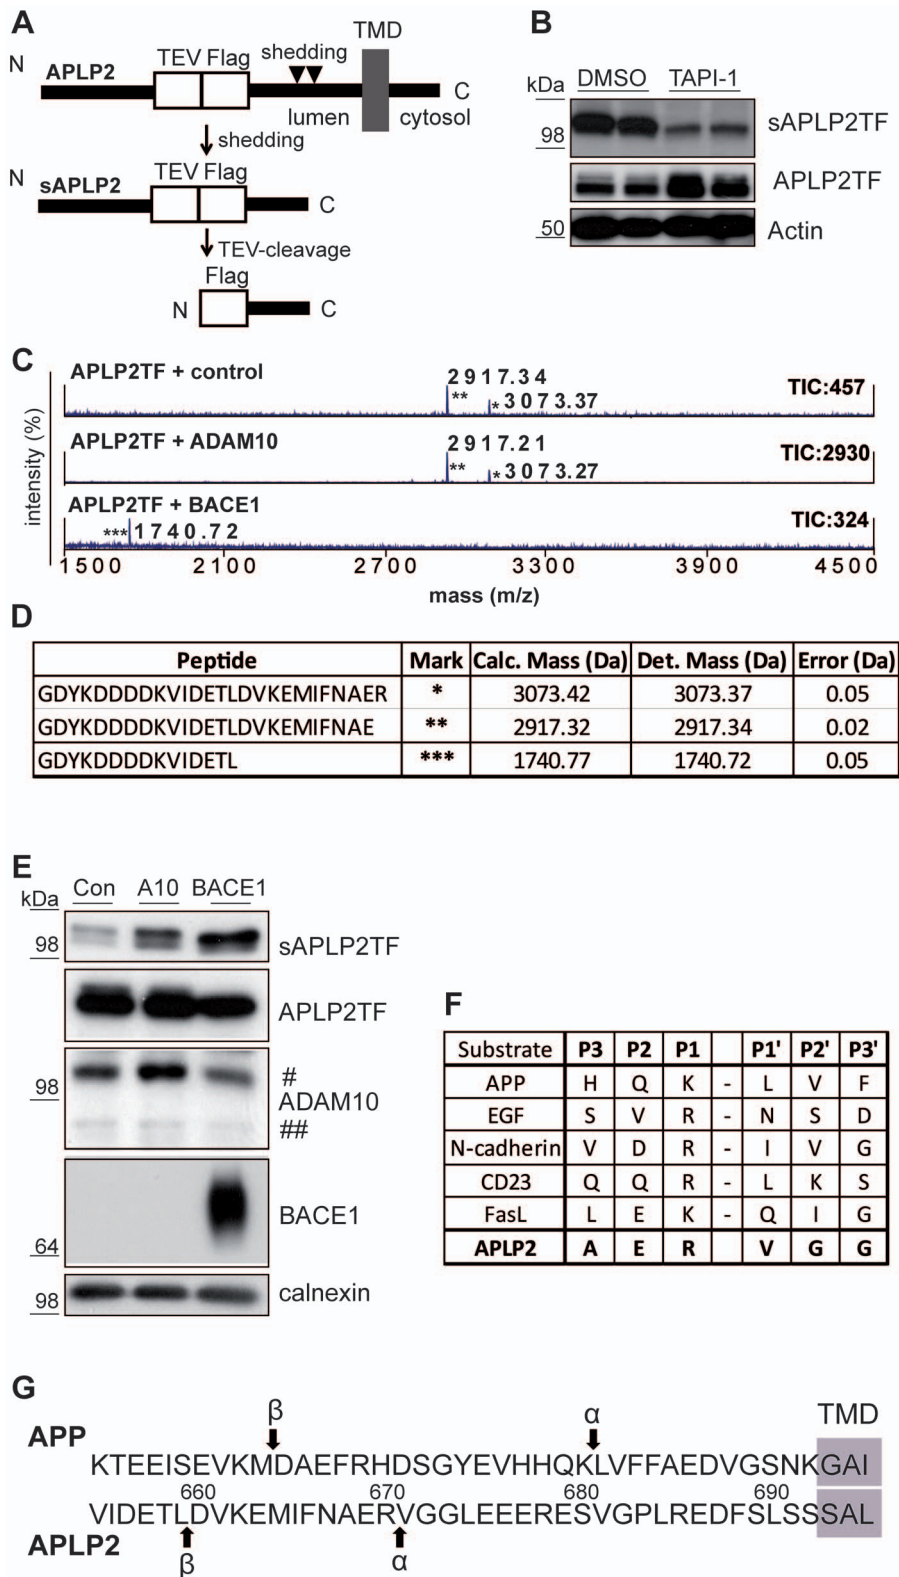 A
TMD
N
TEV Flag
shedding
APLP2
C
lumen
cytosol
shedding
N
TEV Flag
sAPLP2
C
TEV-cleavage
Flag
N
C
B
kDa
DMSO TAPI-1
98
sAPLP2TF
APLP2TF
50
Actin
C
APLP2TF + control
2917.34
**
*3073.37
TIC:457
APLP2TF + ADAM10
2917.21
**
*3073.27
TIC:2930
APLP2TF + BACE1
***1740.72
TIC:324
intensity (%)
1500 2100 2700 3300 3900 4500
mass (m/z)
D
Peptide Mark Calc. Mass (Da) Det. Mass (Da) Error (Da)
GDYKDDDDKVIDETLDVKEMIFNAER * 3073.42 3073.37 0.05
GDYKDDDDKVIDETLDVKEMIFNAE ** 2917.32 2917.34 0.02
GDYKDDDDKVIDETL *** 1740.77 1740.72 0.05
E
kDa
Con A10 BACE1
98
sAPLP2TF
APLP2TF
98
#
ADAM10
##
BACE1
64
98
calnexin
F
Substrate P3 P2 P1 P1' P2' P3'
APP H Q K - L V F
EGF S V R - N S D
N-cadherin V D R - I V G
CD23 Q Q R - L K S
FasL L E K - Q I G
APLP2 A E R V G G
G
β α TMD
APP
KTEEISEVKMDAEFRHDSGYEVHHQKLVFFAEDVGSNKGAI
660 670 680 690
VIDETLDVKEMIFNAERVGGLEEERESVGPLREDFSLSSSAL
APLP2
β α